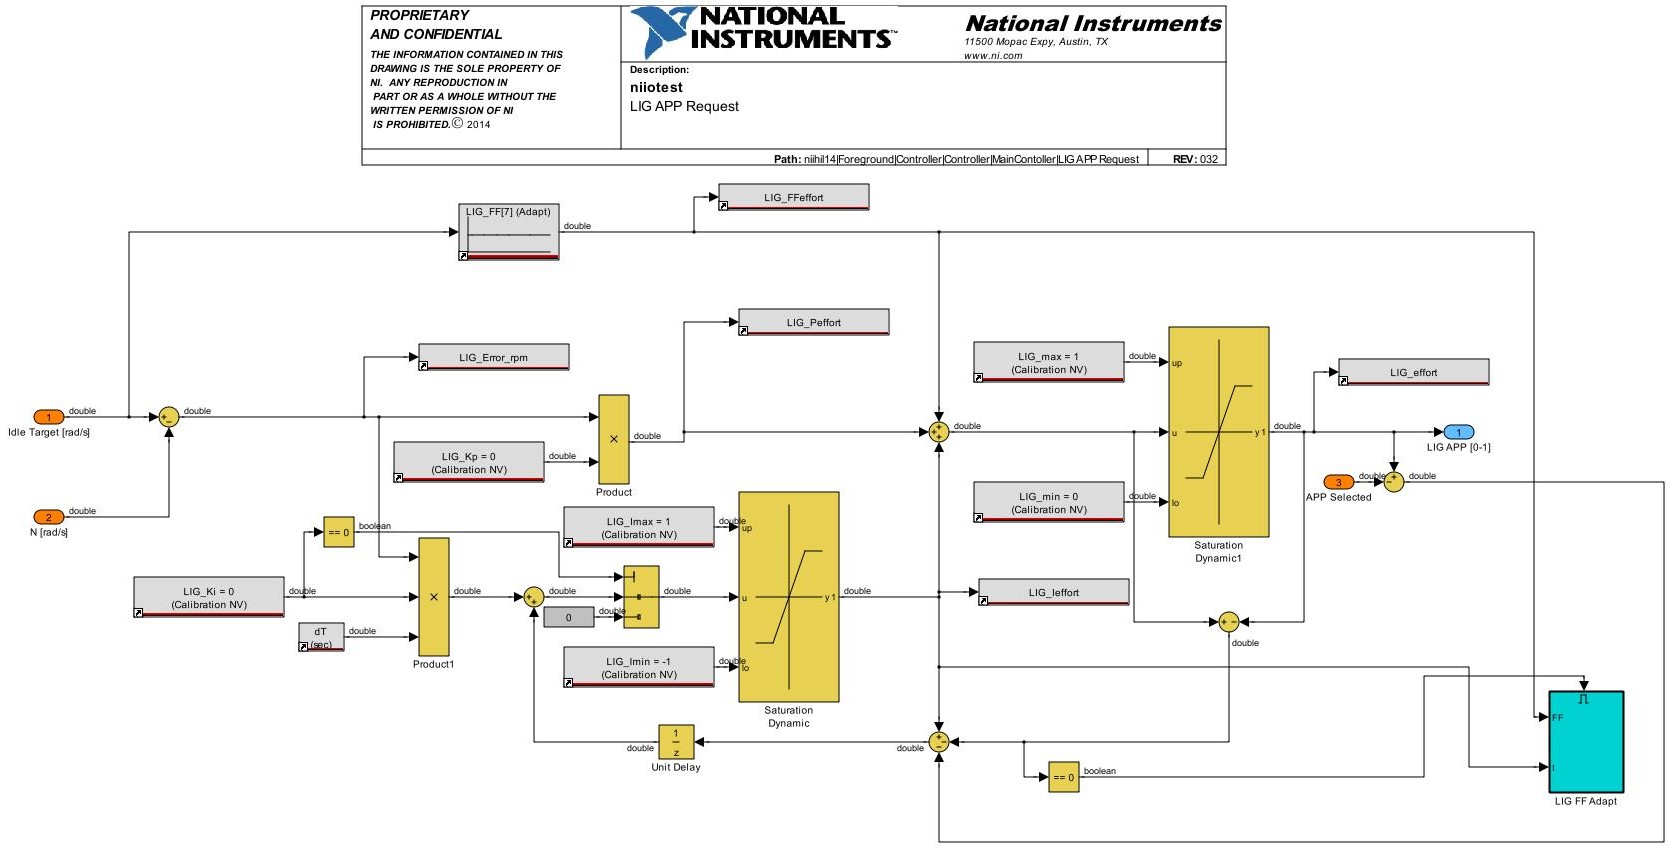 PROPRIETARY
AND CONFIDENTIAL
THE INFORMATION CONTAINED IN THIS
DRAWING IS THE SOLE PROPERTY OF
NI. ANY REPRODUCTION IN
PART OR AS A WHOLE WITHOUT THE
WRITTEN PERMISSION OF NI
IS PROHIBITED.© 2014
NATIONAL
INSTRUMENTS™
National Instruments
11500 Mopac Expy, Austin, TX
www.ni.com
Description:
niiotest
LIG APP Request
Path: niihil14|Foreground|Controller|Controller|MainContoller|LIG APP Request
REV: 032
LIG_FFeffort
LIG_FF[7] (Adapt)
double
LIG_Peffort
LIG_Error_rpm
LIG_max = 1
(Calibration NV)
double
up
LIG_effort
1
double
Idle Target [rad/s]
+
−
double
×
double
Product
LIG_Kp = 0
(Calibration NV)
double
+
+
+
double
u
y1
double
1
LIG APP [0-1]
3
double
APP Selected
−
+
double
LIG_min = 0
(Calibration NV)
double
lo
Saturation
Dynamic1
2
double
N [rad/s]
== 0
boolean
LIG_Imax = 1
(Calibration NV)
double
up
LIG_Ki = 0
(Calibration NV)
double
×
double
Product1
dT
(sec)
double
+
+
double
0
double
double
u
y1
double
LIG_Ieffort
LIG_Imin = -1
(Calibration NV)
double
lo
Saturation
Dynamic
+ −
double
1
z
double
Unit Delay
double
+
−
−
== 0
boolean
FF
I
LIG FF Adapt